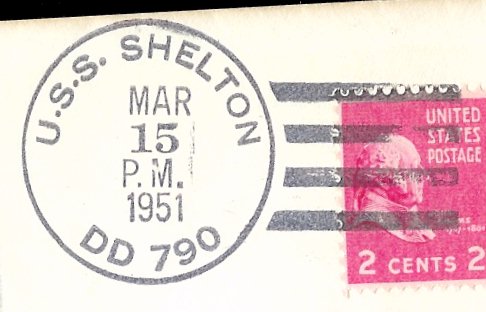 U.S.S. SHELTON
MAR
15
P.M.
1951
DD 790
UNITED
STATES
POSTAGE
2 CENTS 2